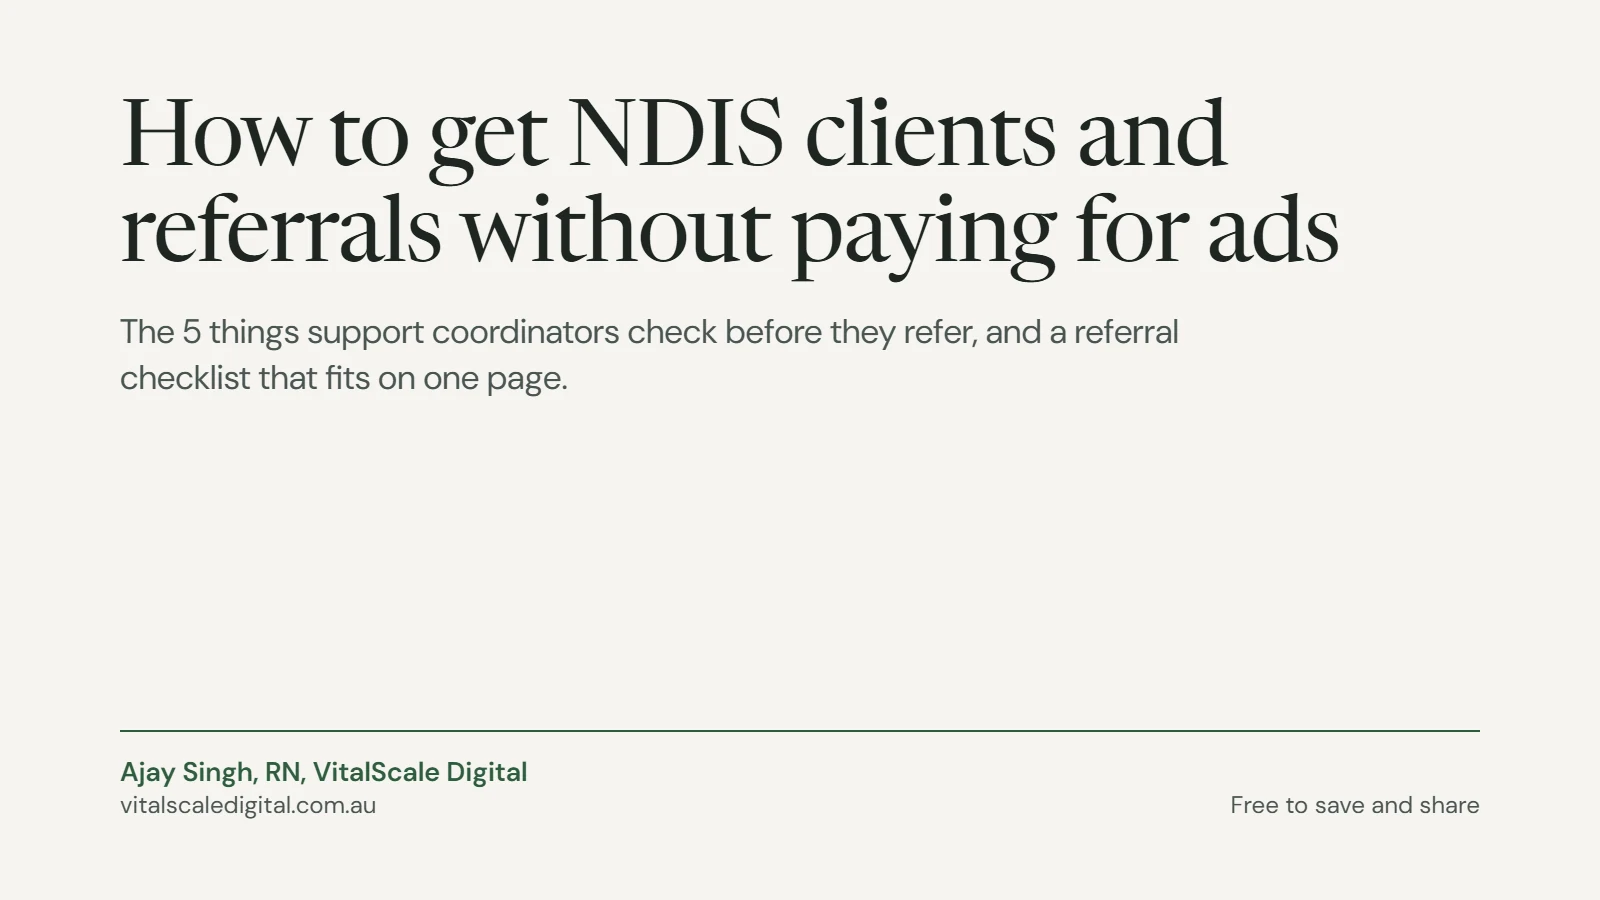 How to get NDIS clients and
referrals without paying for ads
The 5 things support coordinators check before they refer, and a referral
checklist that fits on one page.
Ajay Singh, RN, VitalScale Digital
vitalscaledigital.com.au
Free to save and share